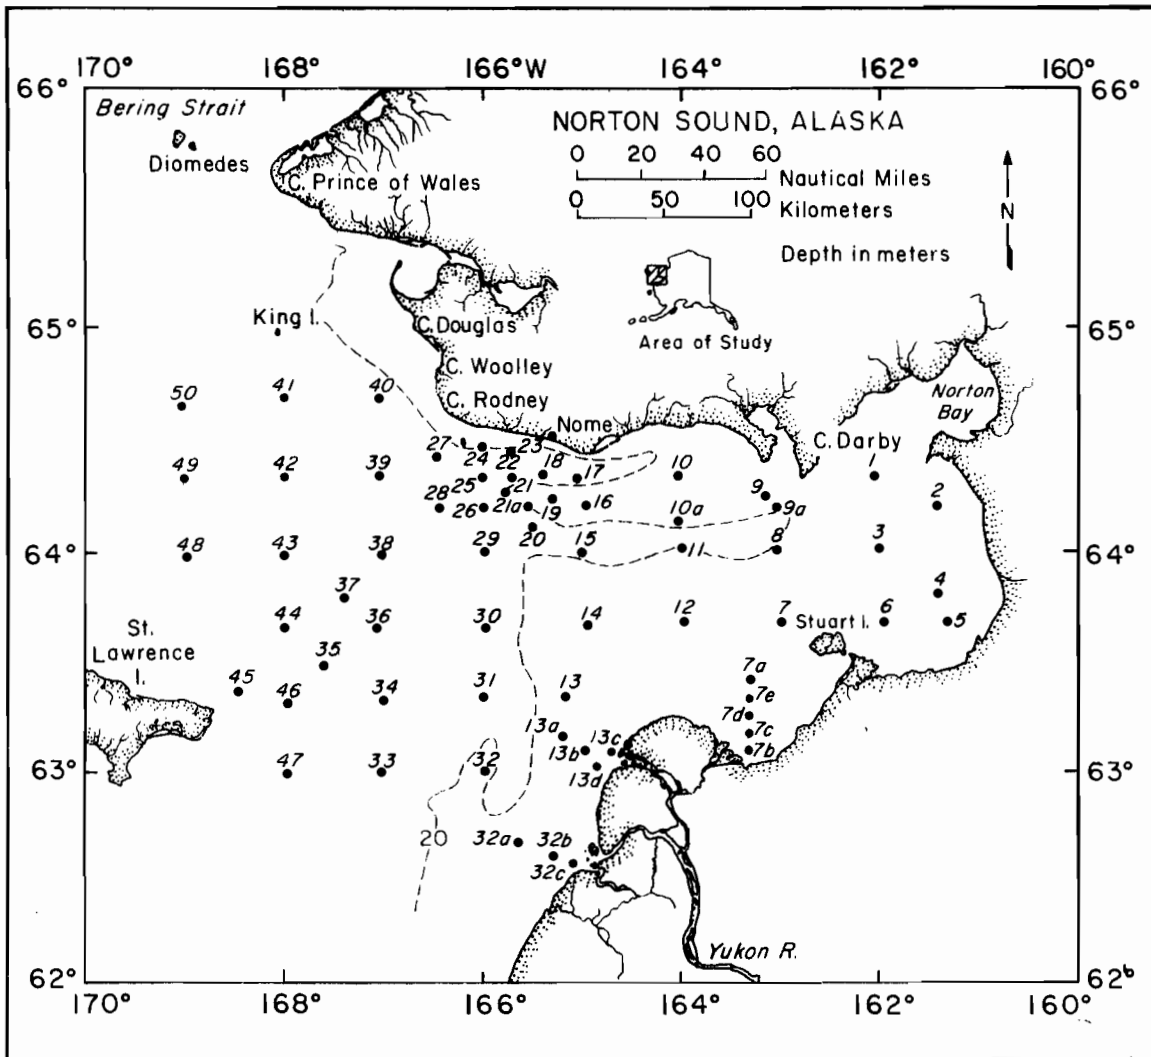 170° 168° 166°W 164° 162° 160°
66° 66°
Bering Strait
Diomedes
C. Prince of Wales
NORTON SOUND, ALASKA
0 20 40 60
Nautical Miles
0 50 100
Kilometers
N
Depth in meters
Area of Study
King I.
C. Douglas
65° 65°
C. Woolley
C. Rodney
Nome
Norton
Bay
C. Darby
50 41 40
27 24 23 22 18 17 10 9 1
49 42 39 25 21 2
28 26 21a 19 16 10a 9a
20
64° 48 43 38 29 15 11 8 3 64°
37 4
44 36 30 14 12 7 6 5
Stuart I.
St.
Lawrence
I.
35
45 46 34 31 13 7a
7e
7d
7c
7b
13a
13b 13c
13d
63° 47 33 32 63°
20
32a 32b
32c
Yukon R.
62° 62°
170° 168° 166° 164° 162° 160°